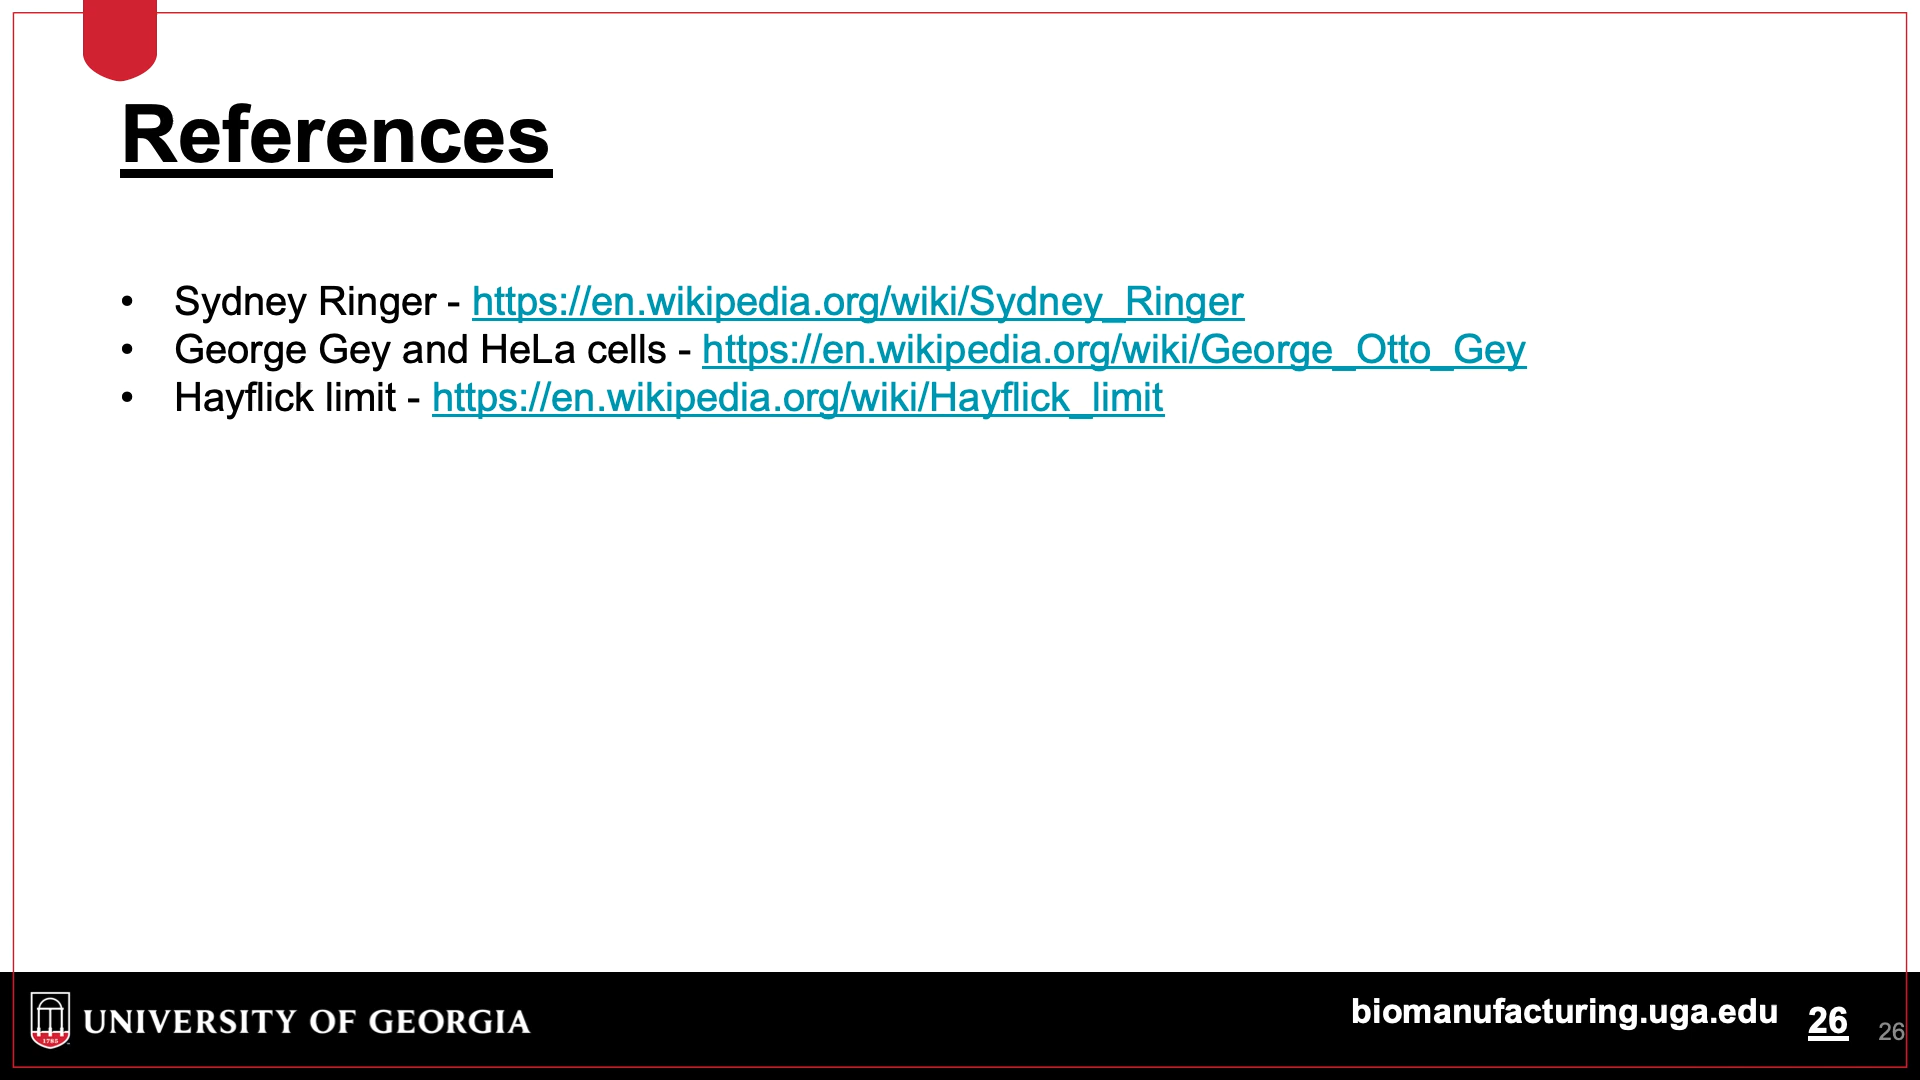 References
• Sydney Ringer - https://en.wikipedia.org/wiki/Sydney_Ringer
• George Gey and HeLa cells - https://en.wikipedia.org/wiki/George_Otto_Gey
• Hayflick limit - https://en.wikipedia.org/wiki/Hayflick_limit
1785
UNIVERSITY OF GEORGIA
biomanufacturing.uga.edu
26
26